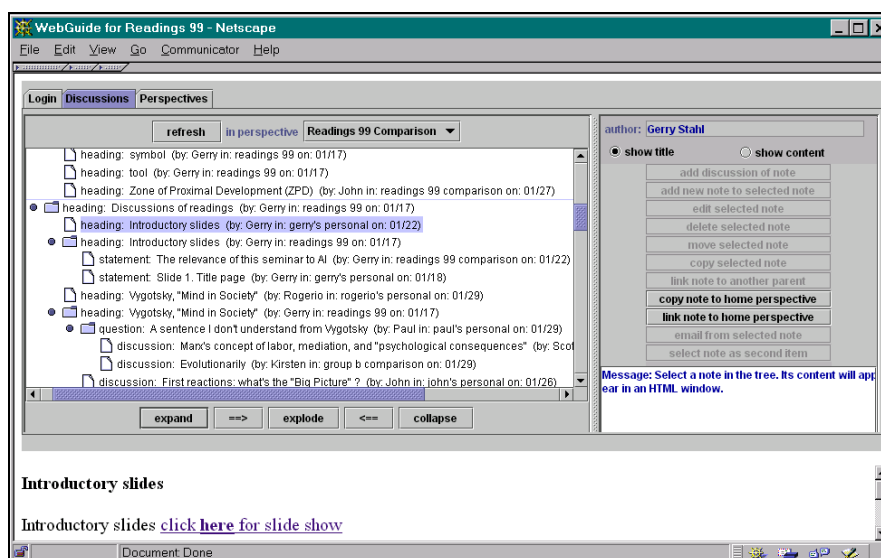 WebGuide for Readings 99 - Netscape
File Edit View Go Communicator Help
Login Discussions Perspectives
refresh in perspective Readings 99 Comparison
heading: symbol (by: Gerry in: readings 99 on: 01/17)
heading: tool (by: Gerry in: readings 99 on: 01/17)
heading: Zone of Proximal Development (ZPD) (by: John in: readings 99 comparison on: 01/27)
heading: Discussions of readings (by: Gerry in: readings 99 on: 01/17)
heading: Introductory slides (by: Gerry in: gerry's personal on: 01/22)
heading: Introductory slides (by: Gerry in: readings 99 on: 01/17)
statement: The relevance of this seminar to AI (by: Gerry in: readings 99 comparison on: 01/22)
statement: Slide 1. Title page (by: Gerry in: gerry's personal on: 01/18)
heading: Vygotsky, "Mind in Society" (by: Rogerio in: rogerio's personal on: 01/29)
heading: Vygotsky, "Mind in Society" (by: Gerry in: readings 99 on: 01/17)
question: A sentence I don't understand from Vygotsky (by: Paul in: paul's personal on: 01/29)
discussion: Marx's concept of labor, mediation, and "psychological consequences" (by: Scot
discussion: Evolutionarily (by: Kirsten in: group b comparison on: 01/29)
discussion: First reactions: what's the "Big Picture" ? (by: John in: john's personal on: 01/26)
expand ==> explode <== collapse
author: Gerry Stahl
show title show content
add discussion of note
add new note to selected note
edit selected note
delete selected note
move selected note
copy selected note
link note to another parent
copy note to home perspective
link note to home perspective
email from selected note
select note as second item
Message: Select a note in the tree. Its content will app
ear in an HTML window.
Introductory slides
Introductory slides click here for slide show
Document: Done